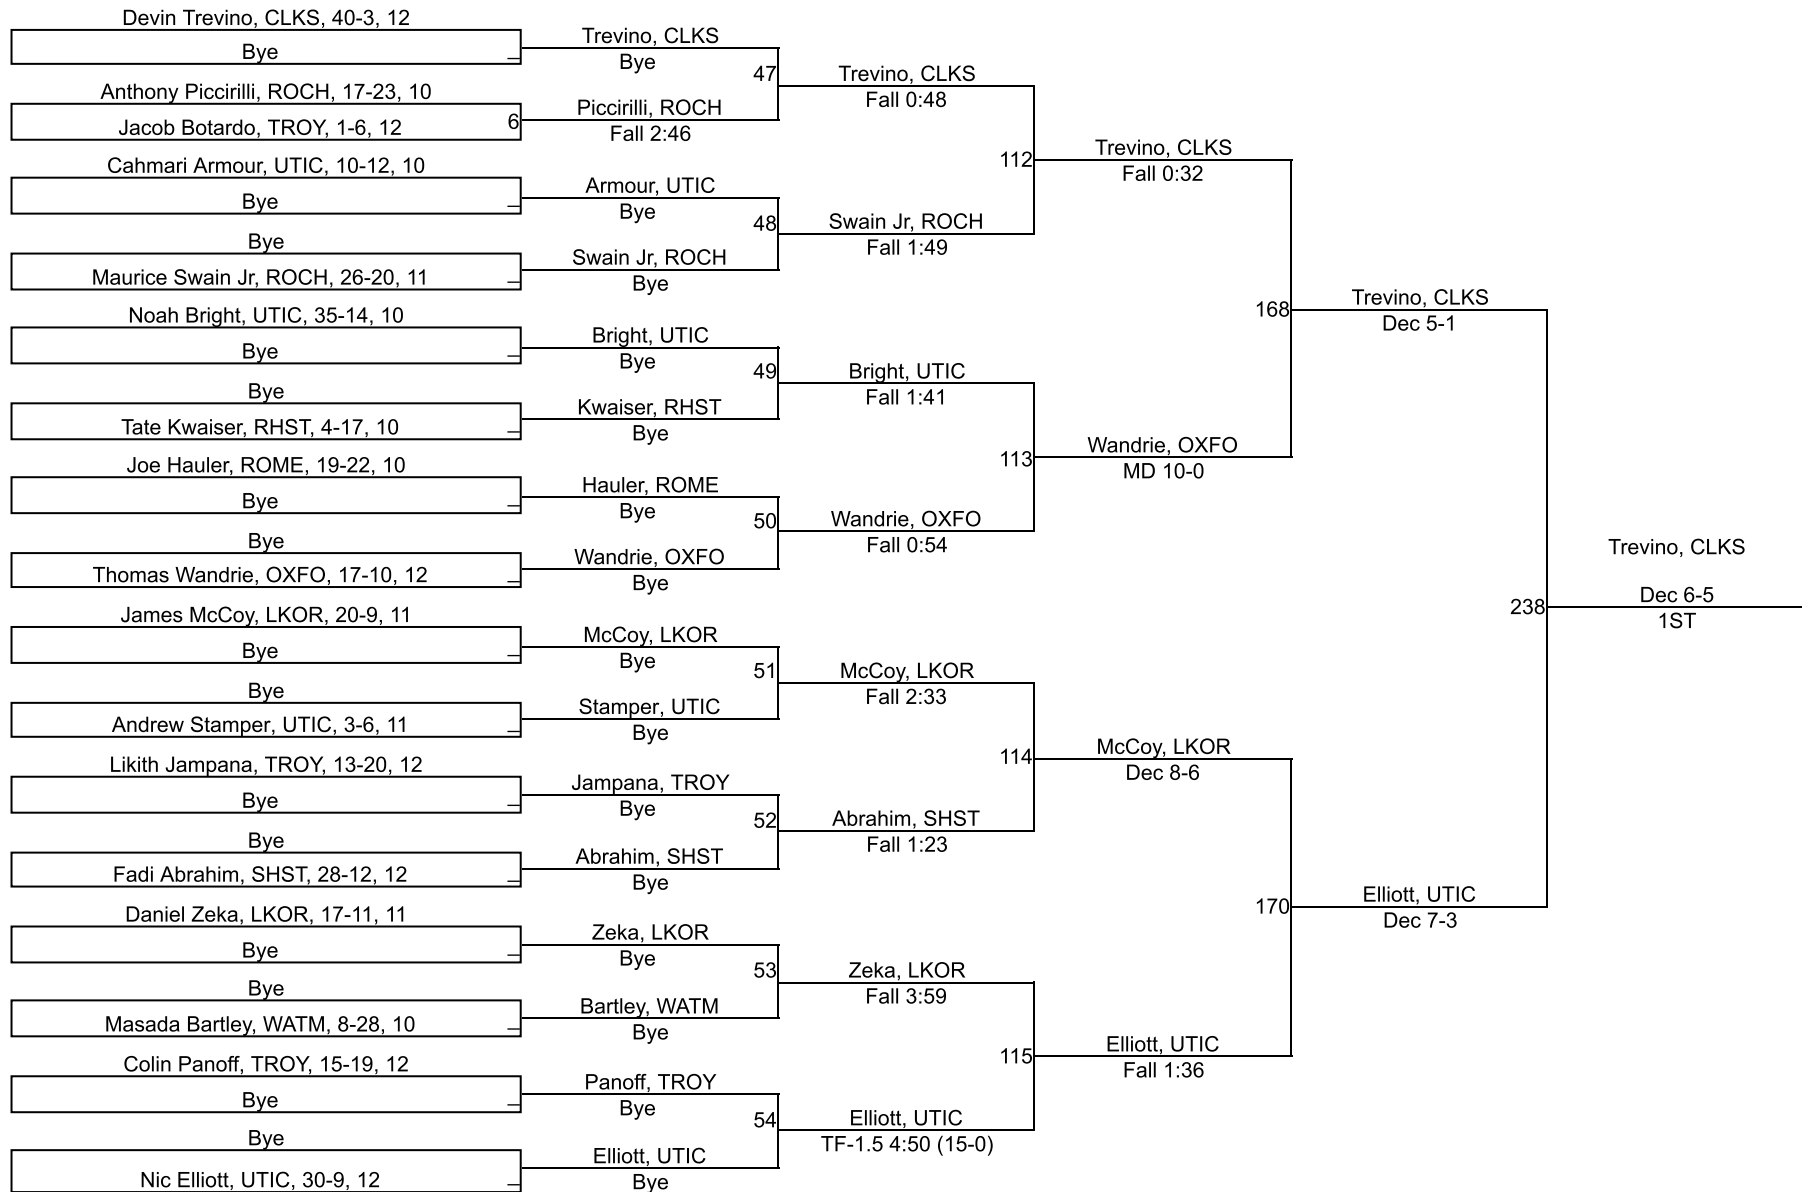 Devin Trevino, CLKS, 40-3, 12
Bye
Anthony Piccirilli, ROCH, 17-23, 10
Jacob Botardo, TROY, 1-6, 12
6
Cahmari Armour, UTIC, 10-12, 10
Bye
Bye
Maurice Swain Jr, ROCH, 26-20, 11
Noah Bright, UTIC, 35-14, 10
Bye
Bye
Tate Kwaiser, RHST, 4-17, 10
Joe Hauler, ROME, 19-22, 10
Bye
Bye
Thomas Wandrie, OXFO, 17-10, 12
James McCoy, LKOR, 20-9, 11
Bye
Bye
Andrew Stamper, UTIC, 3-6, 11
Likith Jampana, TROY, 13-20, 12
Bye
Bye
Fadi Abrahim, SHST, 28-12, 12
Daniel Zeka, LKOR, 17-11, 11
Bye
Bye
Masada Bartley, WATM, 8-28, 10
Colin Panoff, TROY, 15-19, 12
Bye
Bye
Nic Elliott, UTIC, 30-9, 12
Trevino, CLKS
Bye
47
Piccirilli, ROCH
Fall 2:46
Armour, UTIC
Bye
48
Swain Jr, ROCH
Bye
Bright, UTIC
Bye
49
Kwaiser, RHST
Bye
Hauler, ROME
Bye
50
Wandrie, OXFO
Bye
McCoy, LKOR
Bye
51
Stamper, UTIC
Bye
Jampana, TROY
Bye
52
Abrahim, SHST
Bye
Zeka, LKOR
Bye
53
Bartley, WATM
Bye
Panoff, TROY
Bye
54
Elliott, UTIC
Bye
Trevino, CLKS
Fall 0:48
112
Swain Jr, ROCH
Fall 1:49
Bright, UTIC
Fall 1:41
113
Wandrie, OXFO
Fall 0:54
McCoy, LKOR
Fall 2:33
114
Abrahim, SHST
Fall 1:23
Zeka, LKOR
Fall 3:59
115
Elliott, UTIC
TF-1.5 4:50 (15-0)
Trevino, CLKS
Fall 0:32
168
Wandrie, OXFO
MD 10-0
McCoy, LKOR
Dec 8-6
170
Elliott, UTIC
Fall 1:36
Trevino, CLKS
Dec 5-1
238
Elliott, UTIC
Dec 7-3
Trevino, CLKS
Dec 6-5
1ST